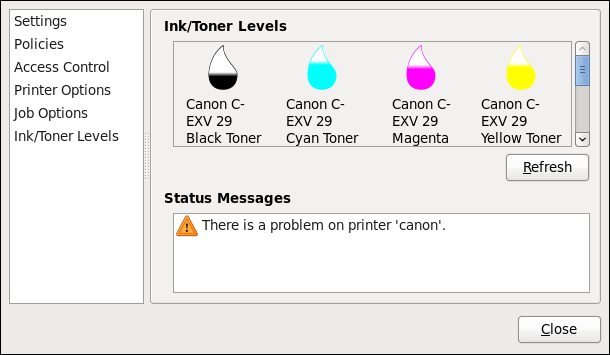 Settings
Policies
Access Control
Printer Options
Job Options
Ink/Toner Levels
Ink/Toner Levels
Canon C-
EXV 29
Black Toner
Canon C-
EXV 29
Cyan Toner
Canon C-
EXV 29
Magenta
Canon C-
EXV 29
Yellow Toner
Refresh
Status Messages
There is a problem on printer 'canon'.
Close